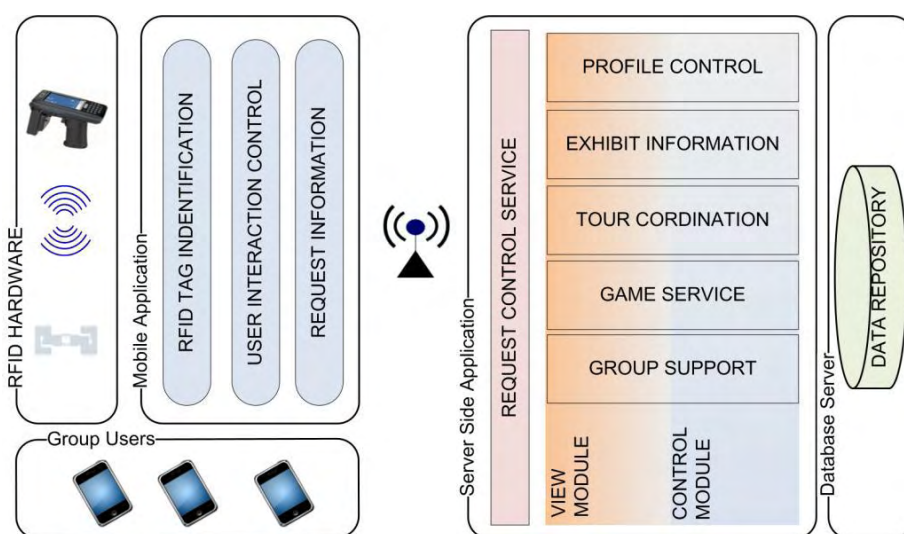 RFID HARDWARE
Mobile Application
RFID TAG INDENTIFICATION
USER INTERACTION CONTROL
REQUEST INFORMATION
Group Users
Server Side Application
REQUEST CONTROL SERVICE
PROFILE CONTROL
EXHIBIT INFORMATION
TOUR CORDINATION
GAME SERVICE
GROUP SUPPORT
VIEW
MODULE
CONTROL
MODULE
Database Server
DATA REPOSITORY